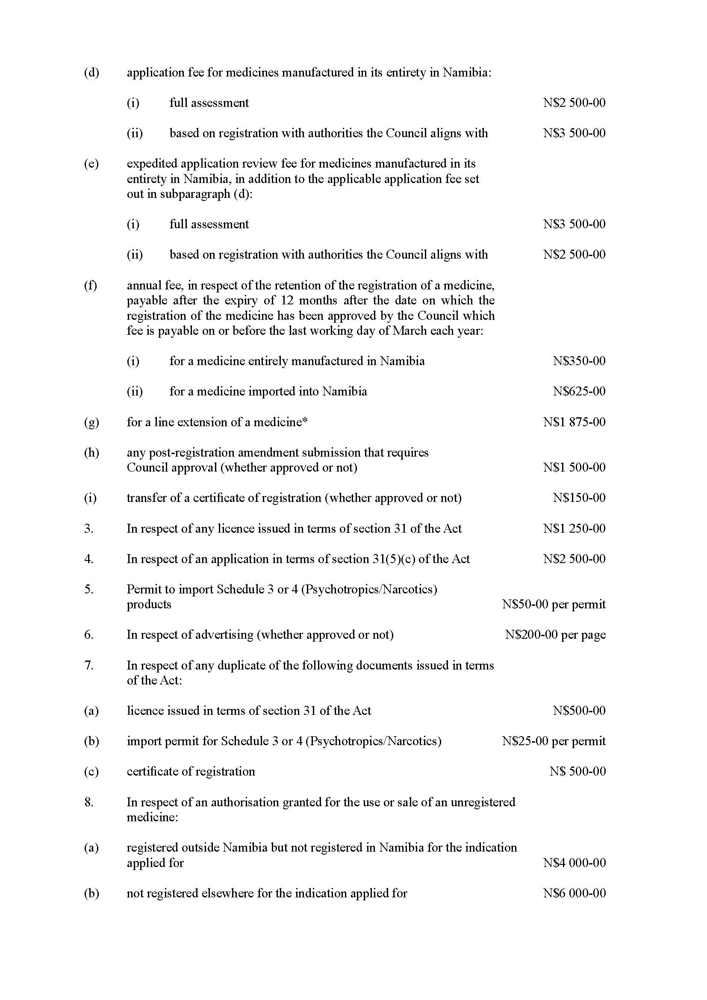 (d) application fee for medicines manufactured in its entirety in Namibia:
(i) full assessment N$2 500-00
(ii) based on registration with authorities the Council aligns with N$3 500-00
(e) expedited application review fee for medicines manufactured in its
entirety in Namibia, in addition to the applicable application fee set
out in subparagraph (d):
(i) full assessment N$3 500-00
(ii) based on registration with authorities the Council aligns with N$2 500-00
(f) annual fee, in respect of the retention of the registration of a medicine,
payable after the expiry of 12 months after the date on which the
registration of the medicine has been approved by the Council which
fee is payable on or before the last working day of March each year:
(i) for a medicine entirely manufactured in Namibia N$350-00
(ii) for a medicine imported into Namibia N$625-00
(g) for a line extension of a medicine* N$1 875-00
(h) any post-registration amendment submission that requires
Council approval (whether approved or not) N$1 500-00
(i) transfer of a certificate of registration (whether approved or not) N$150-00
3. In respect of any licence issued in terms of section 31 of the Act N$1 250-00
4. In respect of an application in terms of section 31(5)(c) of the Act N$2 500-00
5. Permit to import Schedule 3 or 4 (Psychotropics/Narcotics)
products N$50-00 per permit
6. In respect of advertising (whether approved or not) N$200-00 per page
7. In respect of any duplicate of the following documents issued in terms
of the Act:
(a) licence issued in terms of section 31 of the Act N$500-00
(b) import permit for Schedule 3 or 4 (Psychotropics/Narcotics) N$25-00 per permit
(c) certificate of registration N$ 500-00
8. In respect of an authorisation granted for the use or sale of an unregistered
medicine:
(a) registered outside Namibia but not registered in Namibia for the indication
applied for N$4 000-00
(b) not registered elsewhere for the indication applied for N$6 000-00